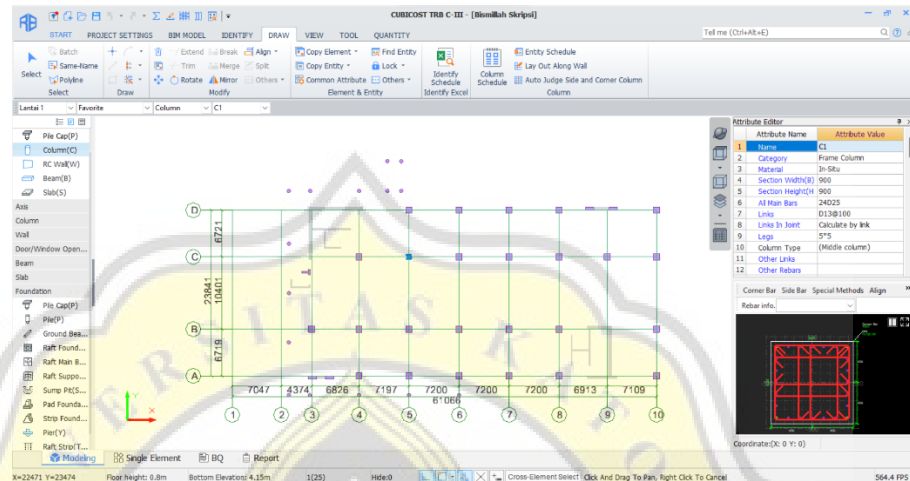 CUBICOST TRB C-III - [Bismillah Skripsi]
START PROJECT SETTINGS BIM MODEL IDENTIFY DRAW VIEW TOOL QUANTITY Tell me (Ctrl+Alt+E)
Batch Extend Break Align Copy Element Find Entity Entity Schedule
Same-Name Trim Merge Split Copy Entity Lock Lay Out Along Wall
Select Polyline Rotate Mirror Others Common Attribute Others Identify Schedule Column Schedule Auto Judge Side and Corner Column
Select Draw Modify Element & Entity Identify Excel Column
Lantai 1 Favorite Column C1
Pile Cap(P)
Column(C)
RC Wall(W)
Beam(B)
Slab(S)
Axis
Column
Wall
Door/Window Open...
Beam
Slab
Foundation
Pile Cap(P)
Pile(P)
Ground Bea...
Raft Found...
Raft Main B...
Raft Suppo...
Sump Pit(S...
Pad Founda...
Strip Found...
Pier(Y)
Raft Strip(T...
D
C
B
A
6721
23841
10401
6719
7047 4374 6826 7197 7200 7200 7200 6913 7109
61066
1 2 3 4 5 6 7 8 9 10
Y
X
Attribute Editor
Attribute Name Attribute Value
1 Name C1
2 Category Frame Column
3 Material In-Situ
4 Section Width(B) 900
5 Section Height(H 900
6 All Main Bars 24D25
7 Links D13@100
8 Links In Joint Calculate by link
9 Legs 5*5
10 Column Type (Middle column)
11 Other Links
12 Other Rebars
Corner Bar Side Bar Special Methods Align
Rebar info.
Coordinate:(X: 0 Y: 0)
Modeling Single Element BQ Report
X=22471 Y=23474 Floor height: 0.8m Bottom Elevation: 4.15m 1(25) Hide:0 Cross-Element Select Click And Drag To Pan, Right Click To Cancel 564.4 FPS